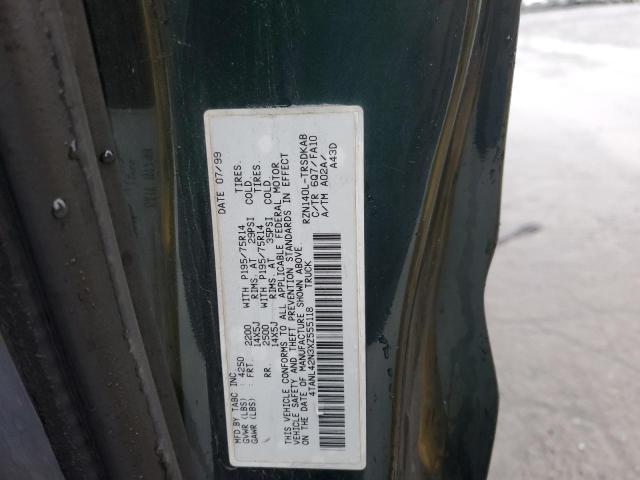 MFD BY TABC INC. DATE 07/99
GVWR (LBS) 4250
GAWR (LBS) FRT. 2200 WITH P195/75R14 TIRES.
14X5J RIMS. AT 29PSI COLD.
RR 2500 WITH P195/75R14 TIRES.
14X5J RIMS. AT 35PSI COLD.
THIS VEHICLE CONFORMS TO ALL APPLICABLE FEDERAL MOTOR
VEHICLE SAFETY AND THEFT PREVENTION STANDARDS IN EFFECT
ON THE DATE OF MANUFACTURE SHOWN ABOVE.
4TANL42N3XZ555118 TRUCK
RZN140L-TRSDKAB
C/TR 6Q7/FA10
A/TM A02A/
A43D